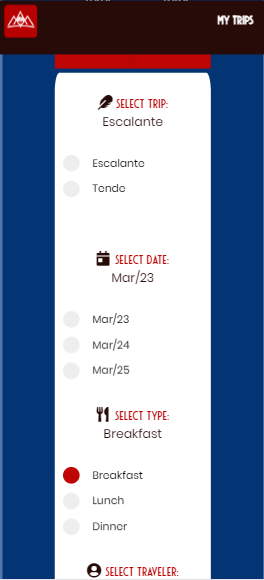 MY TRIPS
SELECT TRIP:
Escalante
Escalante
Tende
SELECT DATE:
Mar/23
Mar/23
Mar/24
Mar/25
SELECT TYPE:
Breakfast
Breakfast
Lunch
Dinner
SELECT TRAVELER: